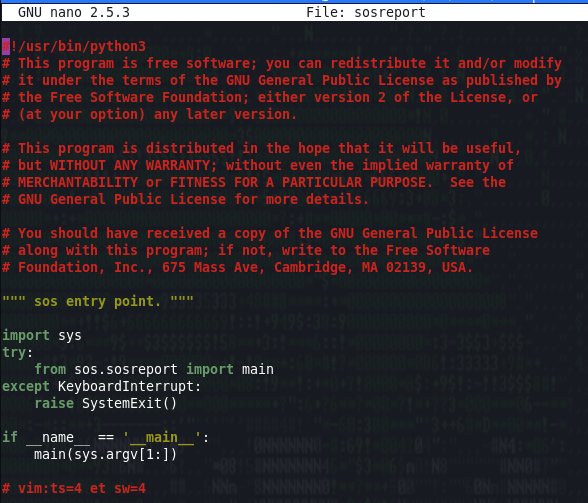 GNU nano 2.5.3 File: sosreport
#!/usr/bin/python3
# This program is free software; you can redistribute it and/or modify
# it under the terms of the GNU General Public License as published by
# the Free Software Foundation; either version 2 of the License, or
# (at your option) any later version.
# This program is distributed in the hope that it will be useful,
# but WITHOUT ANY WARRANTY; without even the implied warranty of
# MERCHANTABILITY or FITNESS FOR A PARTICULAR PURPOSE.  See the
# GNU General Public License for more details.
# You should have received a copy of the GNU General Public License
# along with this program; if not, write to the Free Software
# Foundation, Inc., 675 Mass Ave, Cambridge, MA 02139, USA.
""" sos entry point. """
import sys
try:
    from sos.sosreport import main
except KeyboardInterrupt:
    raise SystemExit()
if __name__ == '__main__':
    main(sys.argv[1:])
# vim:ts=4 et sw=4